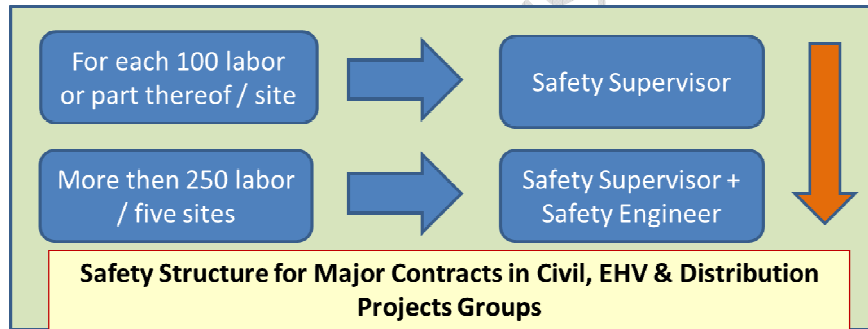 For each 100 labor
or part thereof / site
Safety Supervisor
More then 250 labor
/ five sites
Safety Supervisor +
Safety Engineer
Safety Structure for Major Contracts in Civil, EHV & Distribution
Projects Groups